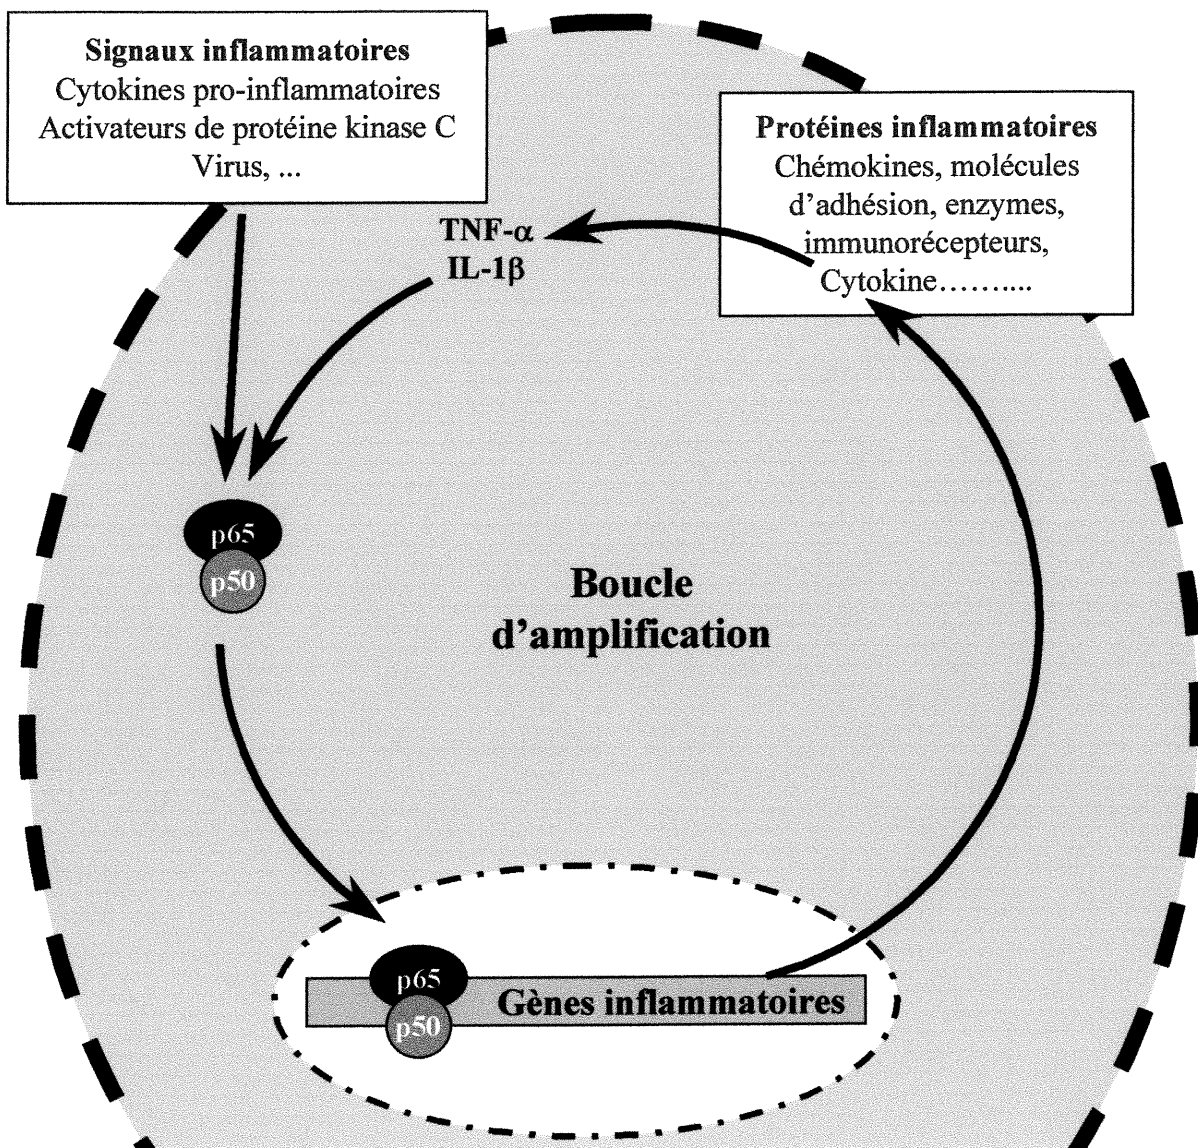 Signaux inflammatoires
Cytokines pro-inflammatoires
Activateurs de protéine kinase C
Virus, ...
Protéines inflammatoires
Chémokines, molécules
d'adhésion, enzymes,
immunorécepteurs,
Cytokine……....
TNF-α
IL-1β
p65
p50
Boucle
d'amplification
p65
p50
Gènes inflammatoires